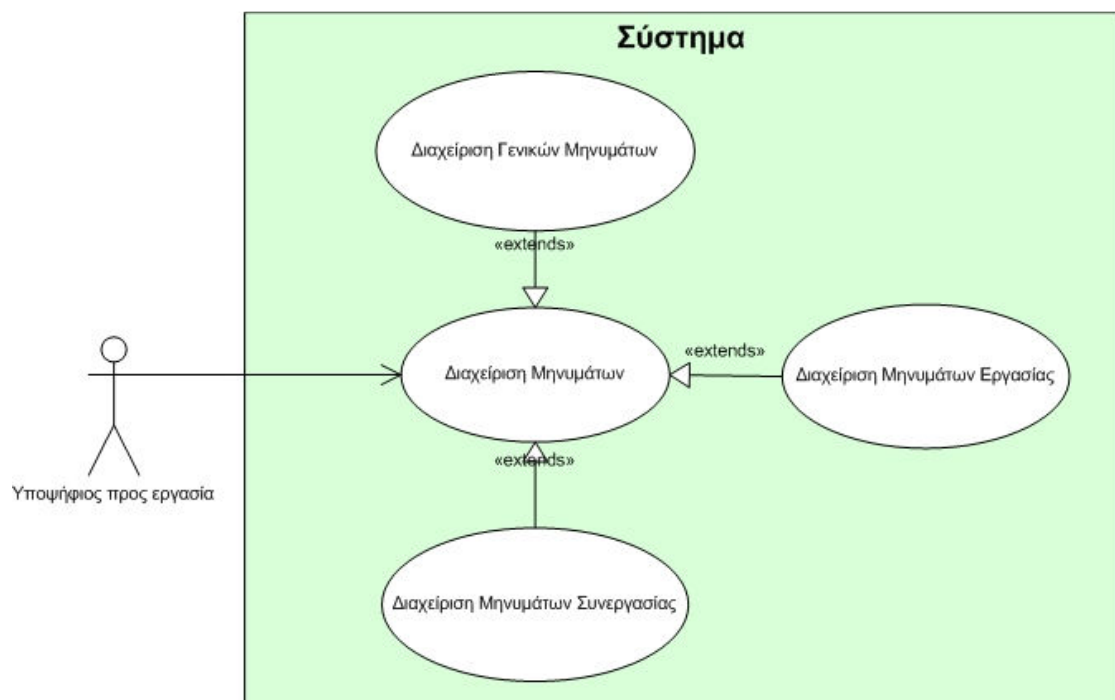 Σύστημα
Διαχείριση Γενικών Μηνυμάτων
«extends»
Διαχείριση Μηνυμάτων
«extends»
Διαχείριση Μηνυμάτων Εργασίας
«extends»
Υποψήφιος προς εργασία
Διαχείριση Μηνυμάτων Συνεργασίας